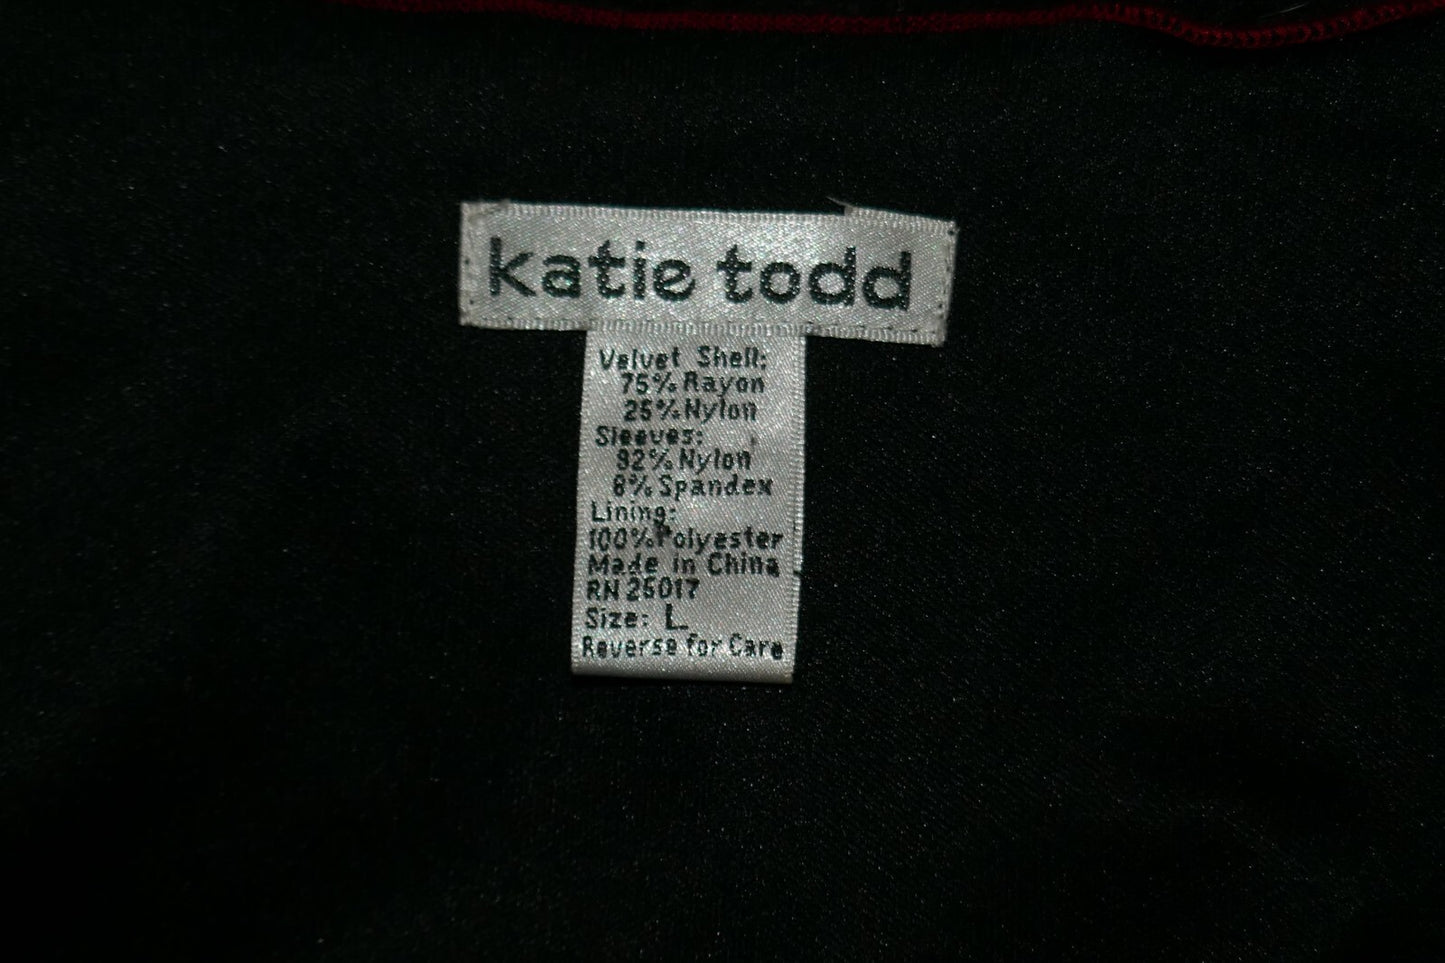 katie todd
Velvet Shell:
75% Rayon
25% Nylon
Sleeves:
92% Nylon
8% Spandex
Lining:
100% Polyester
Made in China
RN 25017
Size: L
Reverse for Care